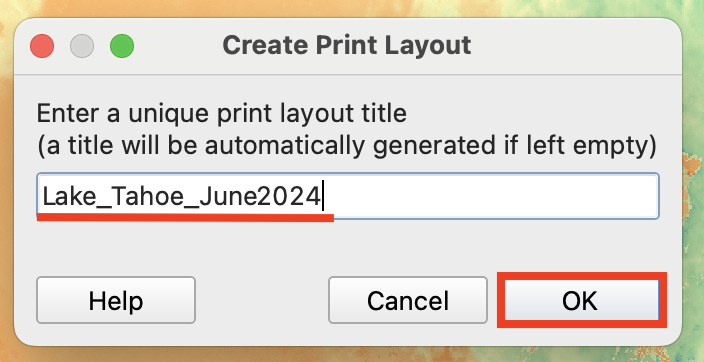 Create Print Layout
Enter a unique print layout title
(a title will be automatically generated if left empty)
Lake_Tahoe_June2024
Help Cancel OK